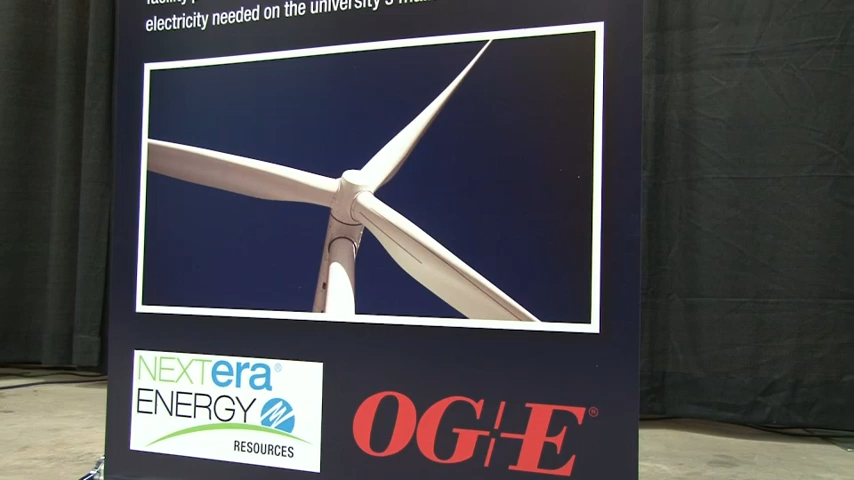 electricity needed on the university's
NEXTera®
ENERGY
RESOURCES
OG+E®